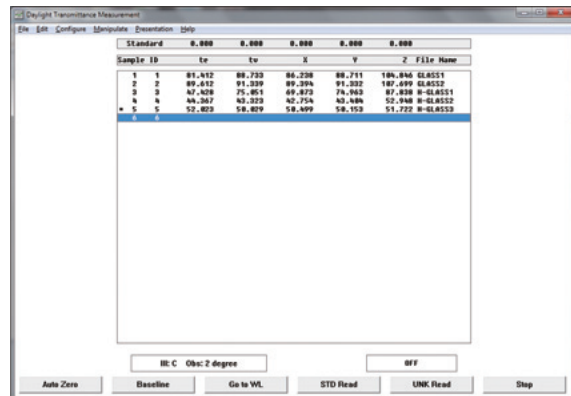 Daylight Transmittance Measurement
File Edit Configure Manipulate Presentation Help
Standard 0.000 0.000 0.000 0.000 0.000
Sample ID te tv X Y Z File Name
1 1 81.412 88.733 86.238 88.711 104.846 GLASS1
2 2 89.612 91.339 89.394 91.332 107.699 GLASS2
3 3 47.428 75.051 69.873 74.963 87.838 H-GLASS1
4 4 44.367 43.323 42.754 43.484 52.948 H-GLASS2
* 5 5 52.023 50.029 50.499 50.153 51.722 H-GLASS3
6 6
Ill: C Obs: 2 degree OFF
Auto Zero Baseline Go to WL STD Read UNK Read Stop